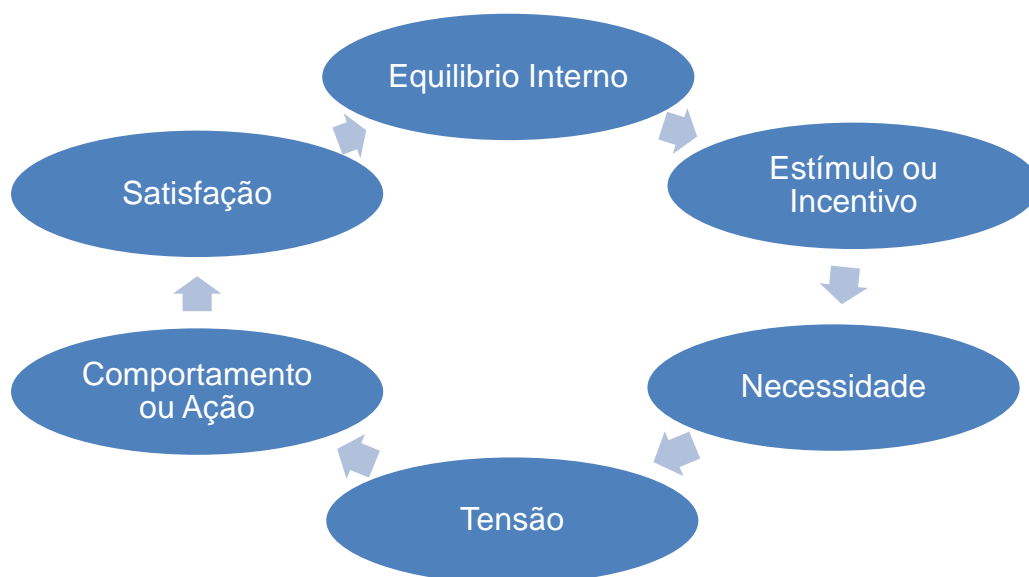 Equilibrio Interno
Estímulo ou
Incentivo
Necessidade
Tensão
Comportamento
ou Ação
Satisfação